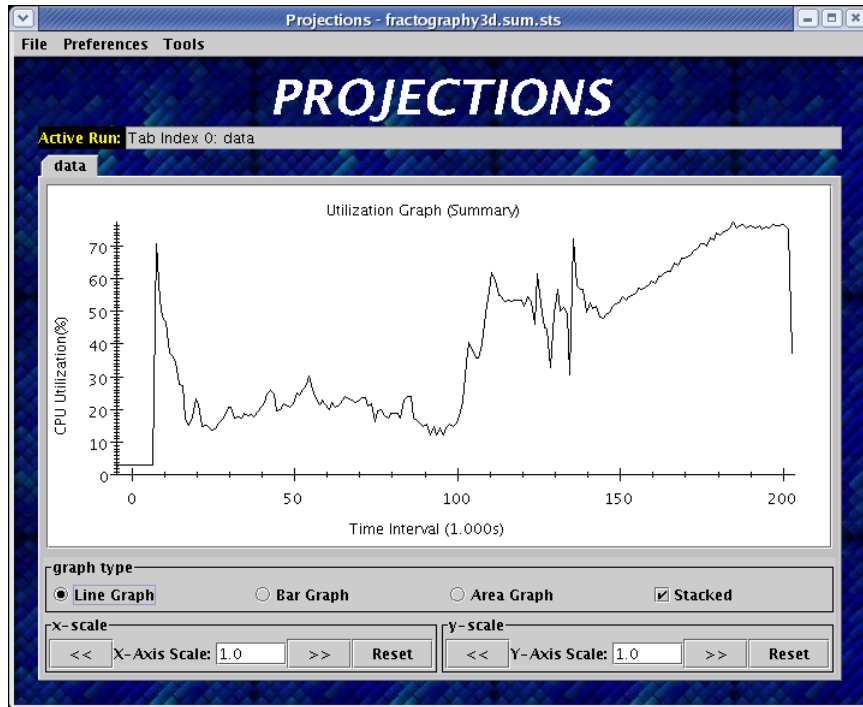 Projections - fractography3d.sum.sts
File Preferences Tools
PROJECTIONS
Active Run: Tab Index 0: data
data
Utilization Graph (Summary)
CPU Utilization(%)
70
60
50
40
30
20
10
0
0 50 100 150 200
Time Interval (1.000s)
graph type
Line Graph Bar Graph Area Graph Stacked
x-scale y-scale
<< X-Axis Scale: 1.0 >> Reset << Y-Axis Scale: 1.0 >> Reset